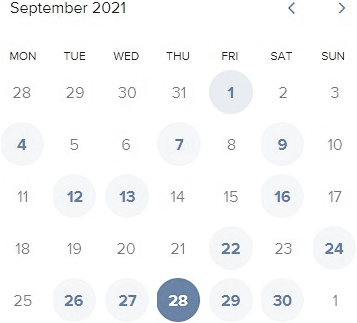 September 2021
MON TUE WED THU FRI SAT SUN
28 29 30 31 1 2 3
4 5 6 7 8 9 10
11 12 13 14 15 16 17
18 19 20 21 22 23 24
25 26 27 28 29 30 1